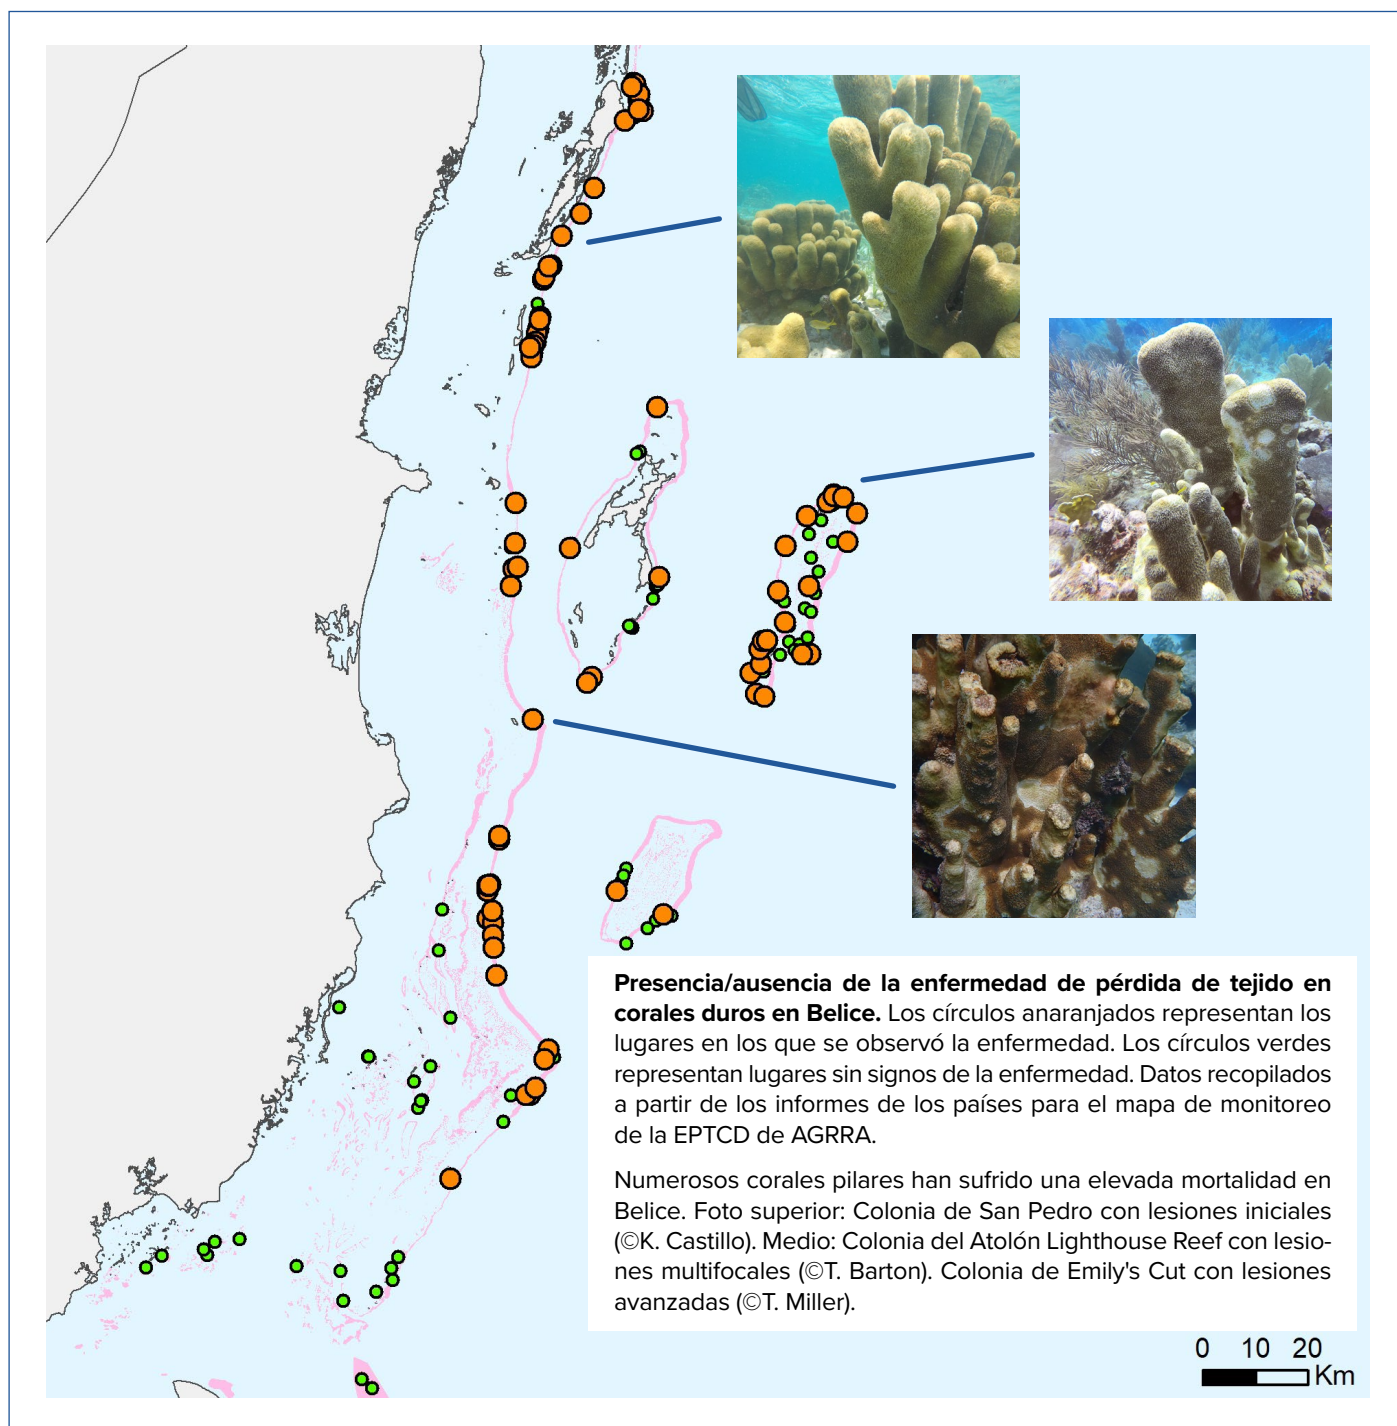 Presencia/ausencia de la enfermedad de pérdida de tejido en
corales duros en Belice. Los círculos anaranjados representan los
lugares en los que se observó la enfermedad. Los círculos verdes
representan lugares sin signos de la enfermedad. Datos recopilados
a partir de los informes de los países para el mapa de monitoreo
de la EPTCD de AGRRA.
Numerosos corales pilares han sufrido una elevada mortalidad en
Belice. Foto superior: Colonia de San Pedro con lesiones iniciales
(©K. Castillo). Medio: Colonia del Atolón Lighthouse Reef con lesio-
nes multifocales (©T. Barton). Colonia de Emily's Cut con lesiones
avanzadas (©T. Miller).
0 10 20
Km